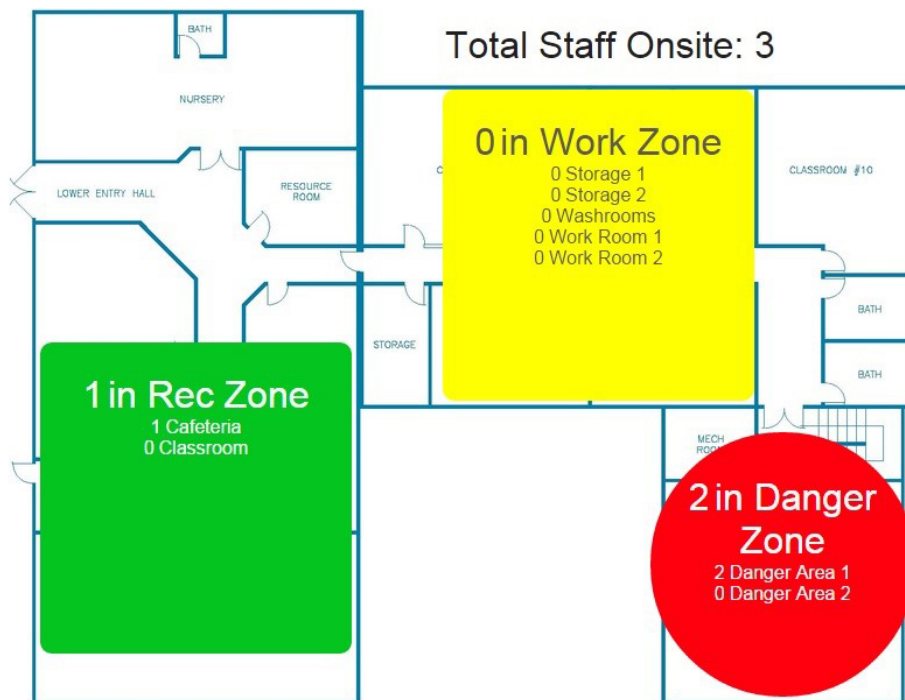 BATH
Total Staff Onsite: 3
NURSERY
0 in Work Zone
0 Storage 1
0 Storage 2
0 Washrooms
0 Work Room 1
0 Work Room 2
CLASSROOM #10
LOWER ENTRY HALL
RESOURCE
ROOM
BATH
STORAGE
BATH
1 in Rec Zone
1 Cafeteria
0 Classroom
MECH
ROOM
2 in Danger
Zone
2 Danger Area 1
0 Danger Area 2